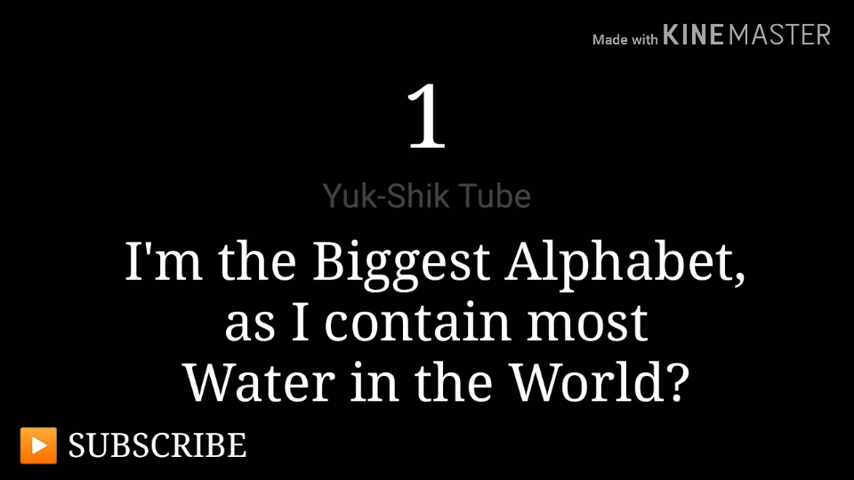 Made with KINEMASTER
1
Yuk-Shik Tube
I'm the Biggest Alphabet,
as I contain most
Water in the World?
SUBSCRIBE